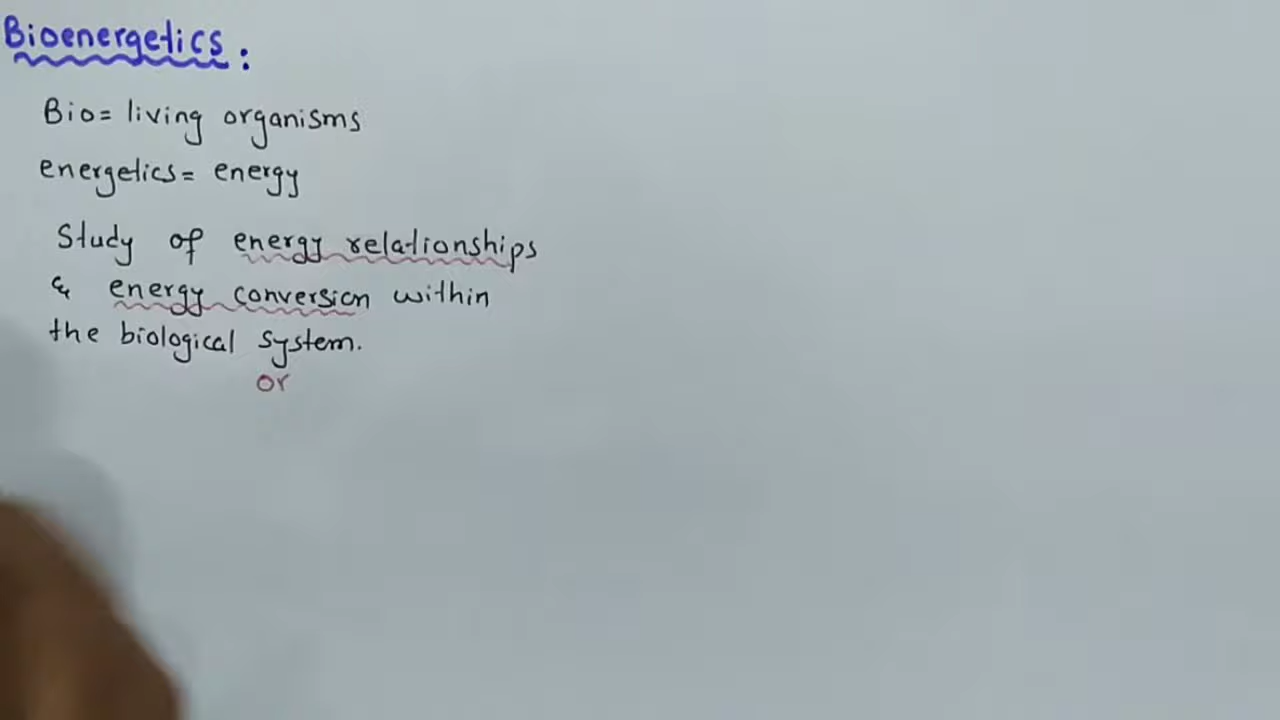 Bioenergetics:
Bio= living organisms
energetics= energy
Study of energy relationships
& energy conversion within
the biological system.
or